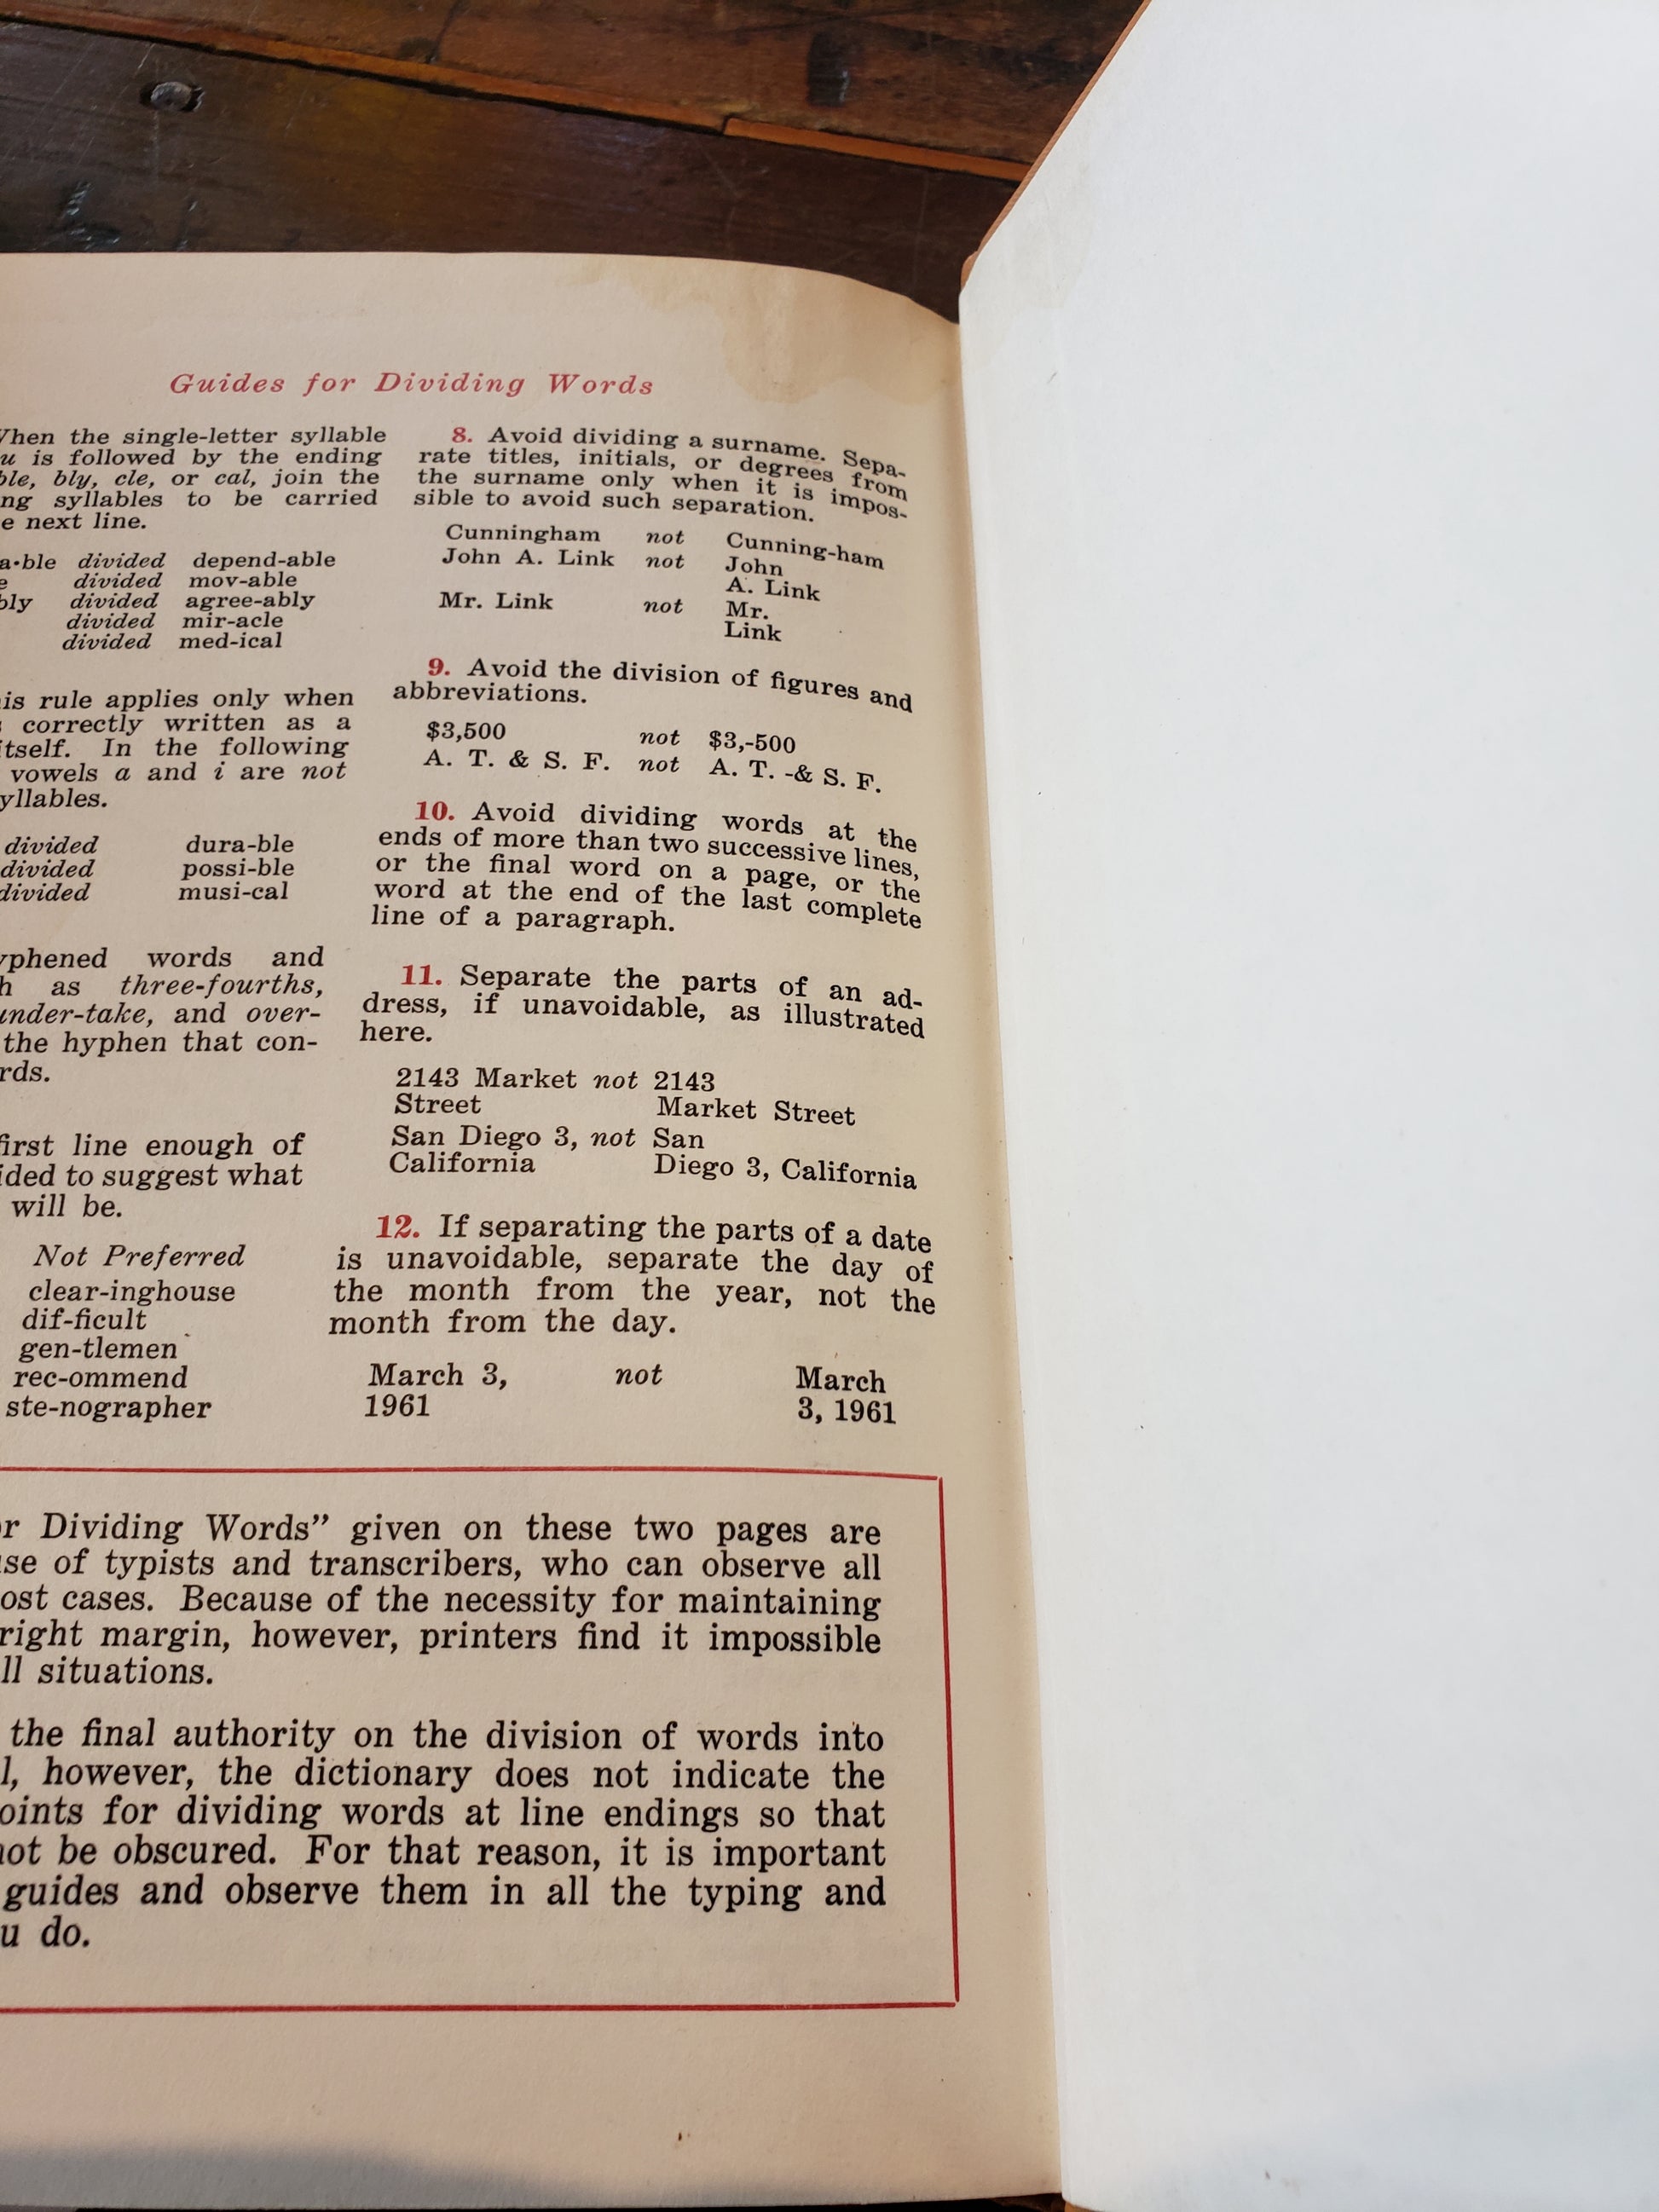 Guides for Dividing Words
When the single-letter syllable
u is followed by the ending
ble, bly, cle, or cal, join the
ng syllables to be carried
e next line.
a·ble divided depend-able
e divided mov-able
bly divided agree-ably
divided mir-acle
divided med-ical
is rule applies only when
s correctly written as a
itself. In the following
vowels a and i are not
yllables.
divided dura-ble
divided possi-ble
divided musi-cal
yphened words and
h as three-fourths,
under-take, and over-
the hyphen that con-
rds.
first line enough of
ided to suggest what
will be.
Not Preferred
clear-inghouse
dif-ficult
gen-tlemen
rec-ommend
ste-nographer
8. Avoid dividing a surname. Sepa-
rate titles, initials, or degrees from
the surname only when it is impos-
sible to avoid such separation.
Cunningham not Cunning-ham
John A. Link not John
A. Link
Mr. Link not Mr.
Link
9. Avoid the division of figures and
abbreviations.
$3,500 not $3,-500
A. T. & S. F. not A. T. -& S. F.
10. Avoid dividing words at the
ends of more than two successive lines,
or the final word on a page, or the
word at the end of the last complete
line of a paragraph.
11. Separate the parts of an ad-
dress, if unavoidable, as illustrated
here.
2143 Market not 2143
Street Market Street
San Diego 3, not San
California Diego 3, California
12. If separating the parts of a date
is unavoidable, separate the day of
the month from the year, not the
month from the day.
March 3, not March
1961 3, 1961
or Dividing Words” given on these two pages are
use of typists and transcribers, who can observe all
ost cases. Because of the necessity for maintaining
right margin, however, printers find it impossible
ll situations.
the final authority on the division of words into
l, however, the dictionary does not indicate the
oints for dividing words at line endings so that
not be obscured. For that reason, it is important
guides and observe them in all the typing and
u do.